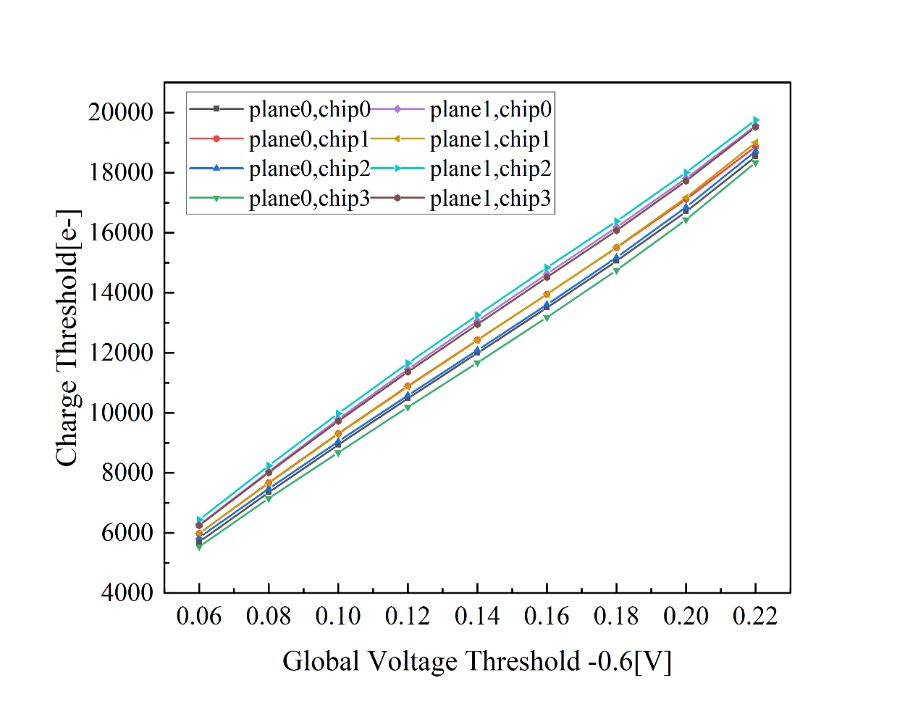 20000
18000
16000
14000
12000
10000
8000
6000
4000
Charge Threshold[e-]
plane0,chip0 plane1,chip0
plane0,chip1 plane1,chip1
plane0,chip2 plane1,chip2
plane0,chip3 plane1,chip3
0.06 0.08 0.10 0.12 0.14 0.16 0.18 0.20 0.22
Global Voltage Threshold -0.6[V]